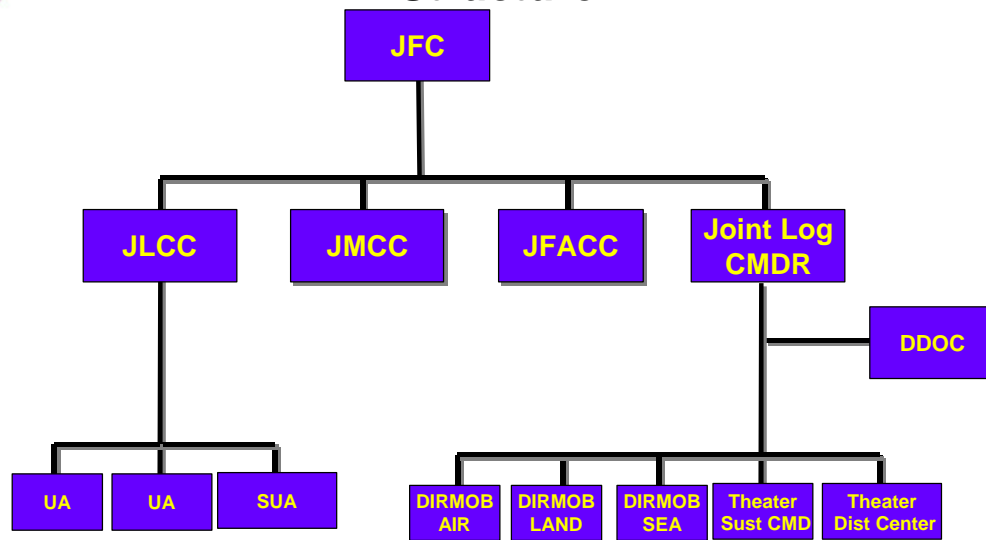 JFC
JLCC
JMCC
JFACC
Joint Log
CMDR
DDOC
UA
UA
SUA
DIRMOB
AIR
DIRMOB
LAND
DIRMOB
SEA
Theater
Sust CMD
Theater
Dist Center